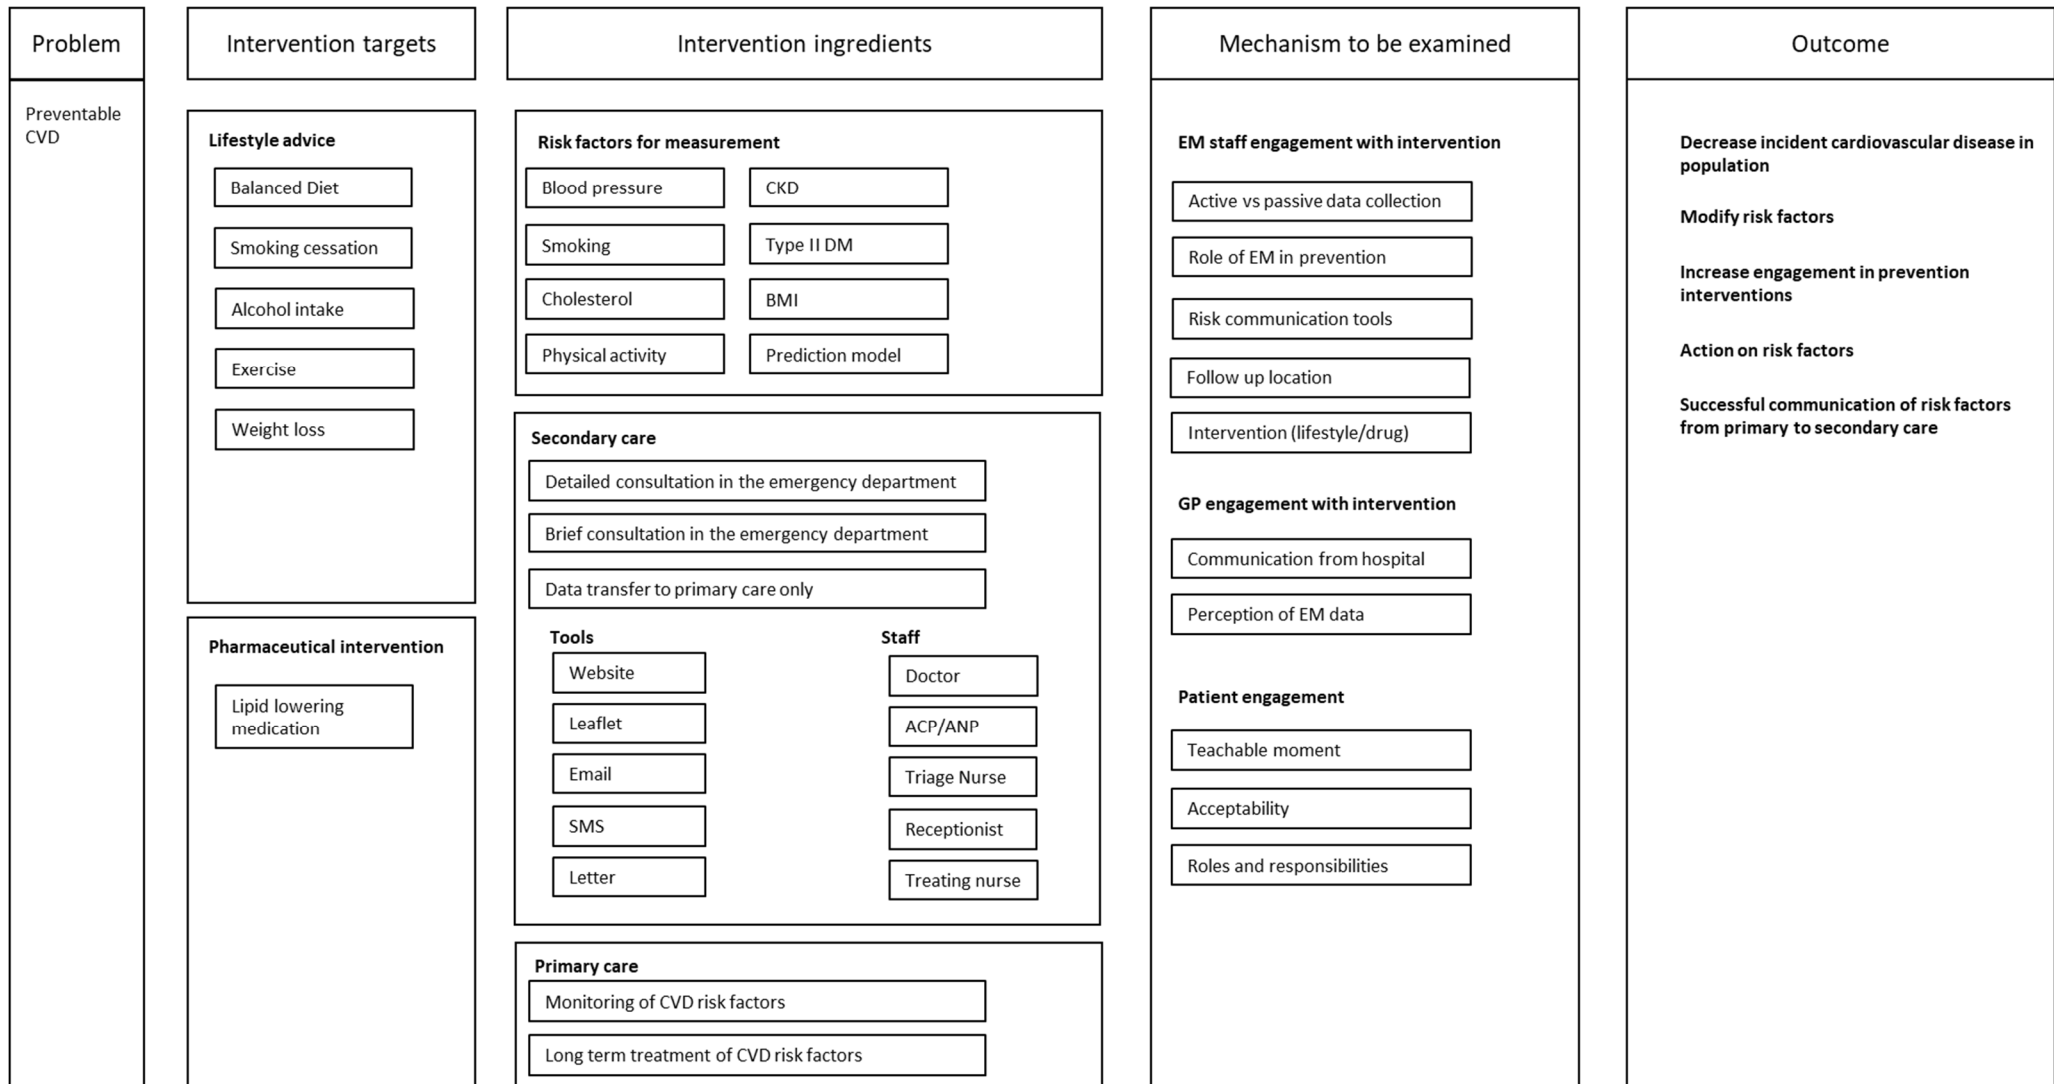 Problem
Intervention targets
Intervention ingredients
Mechanism to be examined
Outcome
Preventable
CVD
Lifestyle advice
Balanced Diet
Smoking cessation
Alcohol intake
Exercise
Weight loss
Pharmaceutical intervention
Lipid lowering
medication
Risk factors for measurement
Blood pressure
CKD
Smoking
Type II DM
Cholesterol
BMI
Physical activity
Prediction model
Secondary care
Detailed consultation in the emergency department
Brief consultation in the emergency department
Data transfer to primary care only
Tools
Website
Leaflet
Email
SMS
Letter
Staff
Doctor
ACP/ANP
Triage Nurse
Receptionist
Treating nurse
Primary care
Monitoring of CVD risk factors
Long term treatment of CVD risk factors
EM staff engagement with intervention
Active vs passive data collection
Role of EM in prevention
Risk communication tools
Follow up location
Intervention (lifestyle/drug)
GP engagement with intervention
Communication from hospital
Perception of EM data
Patient engagement
Teachable moment
Acceptability
Roles and responsibilities
Decrease incident cardiovascular disease in
population
Modify risk factors
Increase engagement in prevention
interventions
Action on risk factors
Successful communication of risk factors
from primary to secondary care